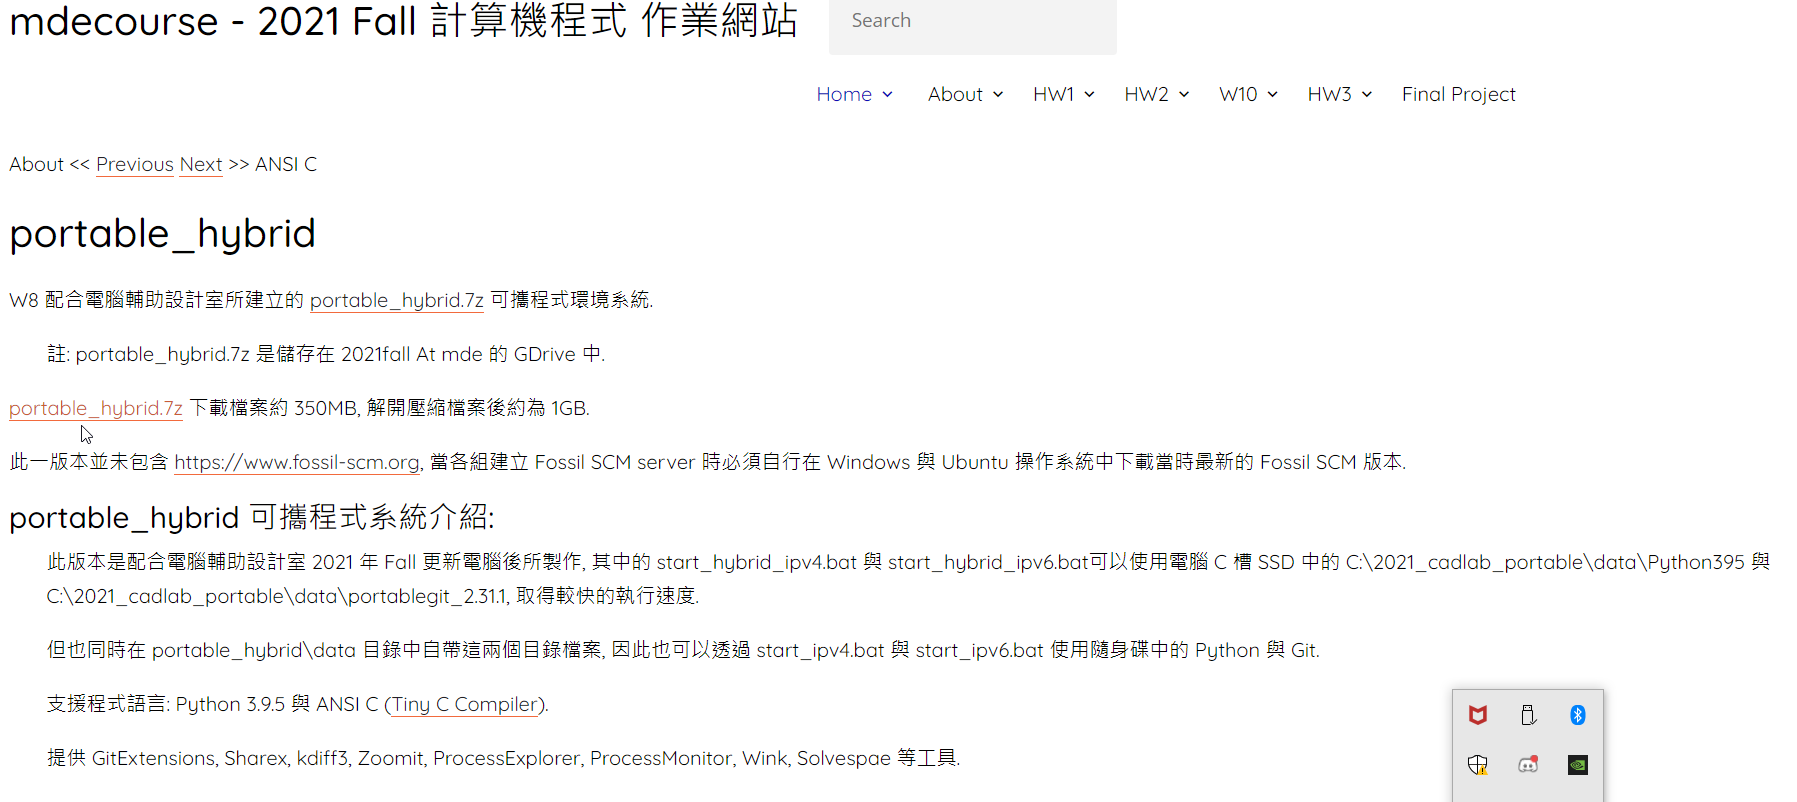 mdecourse - 2021 Fall 計算機程式 作業網站
Search
Home About HW1 HW2 W10 HW3 Final Project
About << Previous Next >> ANSI C
portable_hybrid
W8 配合電腦輔助設計室所建立的 portable_hybrid.7z 可攜程式環境系統.
註: portable_hybrid.7z 是儲存在 2021fall At mde 的 GDrive 中.
portable_hybrid.7z 下載檔案約 350MB, 解開壓縮檔案後約為 1GB.
此一版本並未包含 https://www.fossil-scm.org, 當各組建立 Fossil SCM server 時必須自行在 Windows 與 Ubuntu 操作系統中下載當時最新的 Fossil SCM 版本.
portable_hybrid 可攜程式系統介紹:
此版本是配合電腦輔助設計室 2021 年 Fall 更新電腦後所製作, 其中的 start_hybrid_ipv4.bat 與 start_hybrid_ipv6.bat可以使用電腦 C 槽 SSD 中的 C:\2021_cadlab_portable\data\Python395 與
C:\2021_cadlab_portable\data\portablegit_2.31.1, 取得較快的執行速度.
但也同時在 portable_hybrid\data 目錄中自帶這兩個目錄檔案, 因此也可以透過 start_ipv4.bat 與 start_ipv6.bat 使用隨身碟中的 Python 與 Git.
支援程式語言: Python 3.9.5 與 ANSI C (Tiny C Compiler).
提供 GitExtensions, Sharex, kdiff3, Zoomit, ProcessExplorer, ProcessMonitor, Wink, Solvespae 等工具.